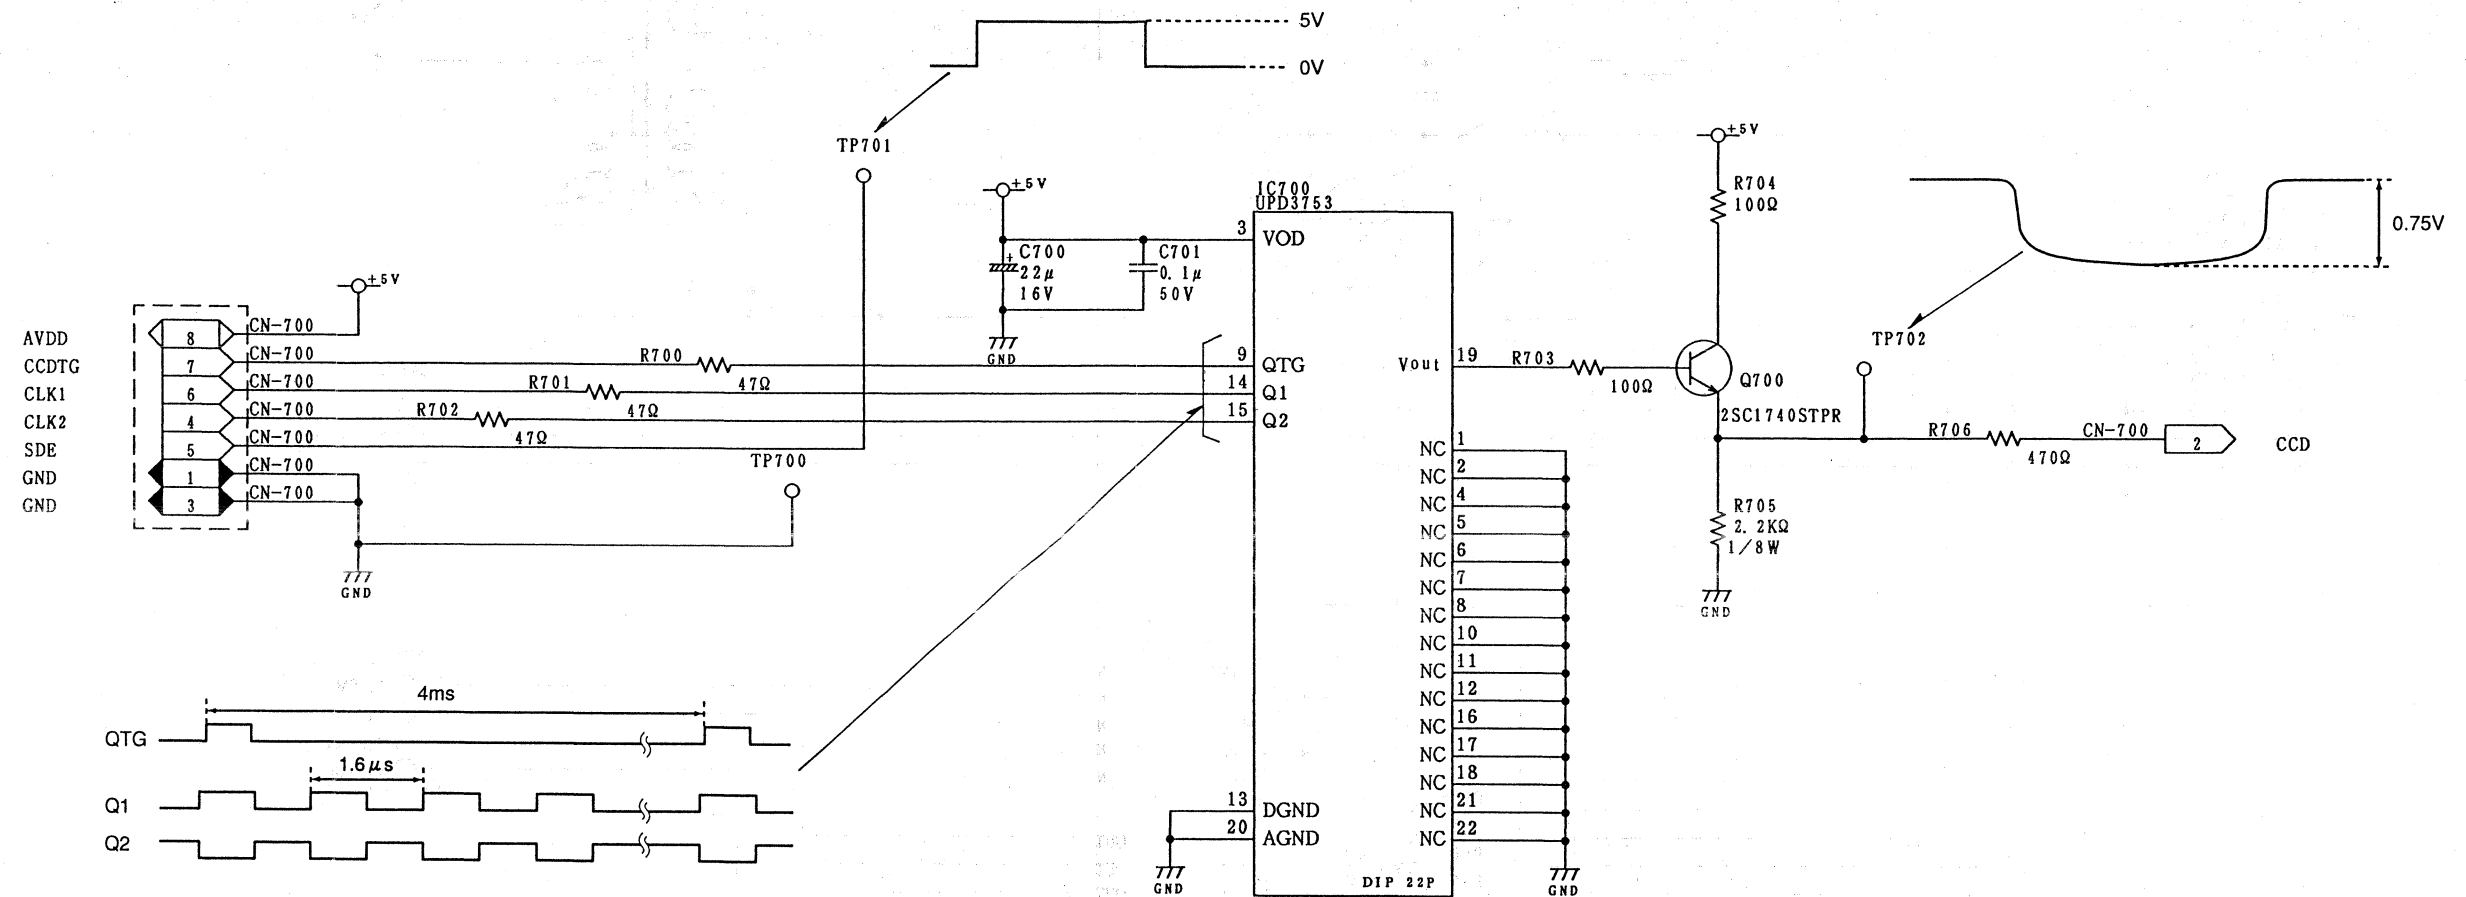 5V
0V
TP701
+5V
IC700
UPD3753
3 VOD
C700
22μ
16V
C701
0.1μ
50V
GND
+5V
R704
100Ω
0.75V
TP702
+5V
AVDD 8 CN-700
CCDTG 7 CN-700 R700 47Ω 9 QTG
CLK1 6 CN-700 R701 47Ω 14 Q1
CLK2 4 CN-700 R702 47Ω 15 Q2
SDE 5 CN-700
GND 1 CN-700
GND 3 CN-700
TP700
GND
Vout 19 R703 100Ω
Q700
2SC1740STPR
R706 470Ω CN-700 2 CCD
R705
2.2KΩ
1/8W
GND
NC 1
NC 2
NC 4
NC 5
NC 6
NC 7
NC 8
NC 10
NC 11
NC 12
NC 16
NC 17
NC 18
NC 21
NC 22
GND
13 DGND
20 AGND
GND
DIP 22P
4ms
QTG
1.6μs
Q1
Q2